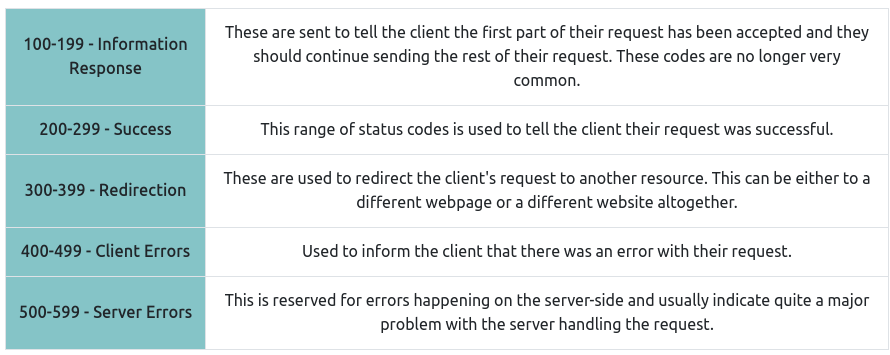 100-199 - Information
Response
These are sent to tell the client the first part of their request has been accepted and they
should continue sending the rest of their request. These codes are no longer very
common.
200-299 - Success
This range of status codes is used to tell the client their request was successful.
300-399 - Redirection
These are used to redirect the client's request to another resource. This can be either to a
different webpage or a different website altogether.
400-499 - Client Errors
Used to inform the client that there was an error with their request.
500-599 - Server Errors
This is reserved for errors happening on the server-side and usually indicate quite a major
problem with the server handling the request.